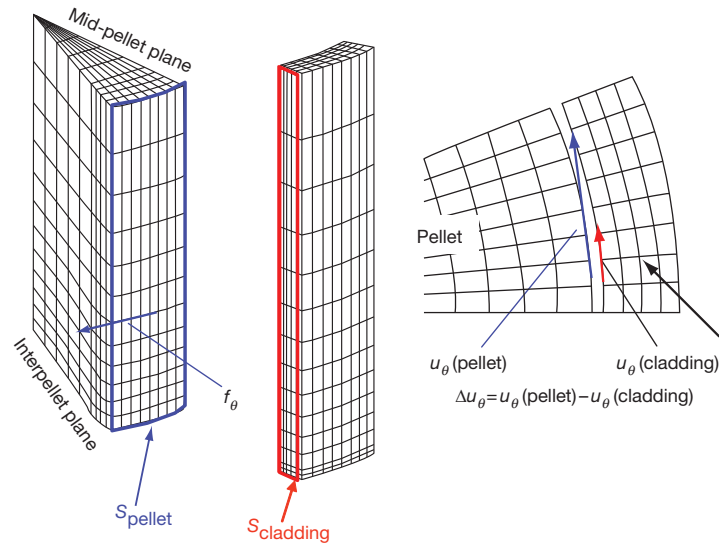 Mid-pellet plane
Interpellet plane
f_θ
S_pellet
S_cladding
Pellet
u_θ (pellet)
u_θ (cladding)
Δu_θ = u_θ (pellet) − u_θ (cladding)